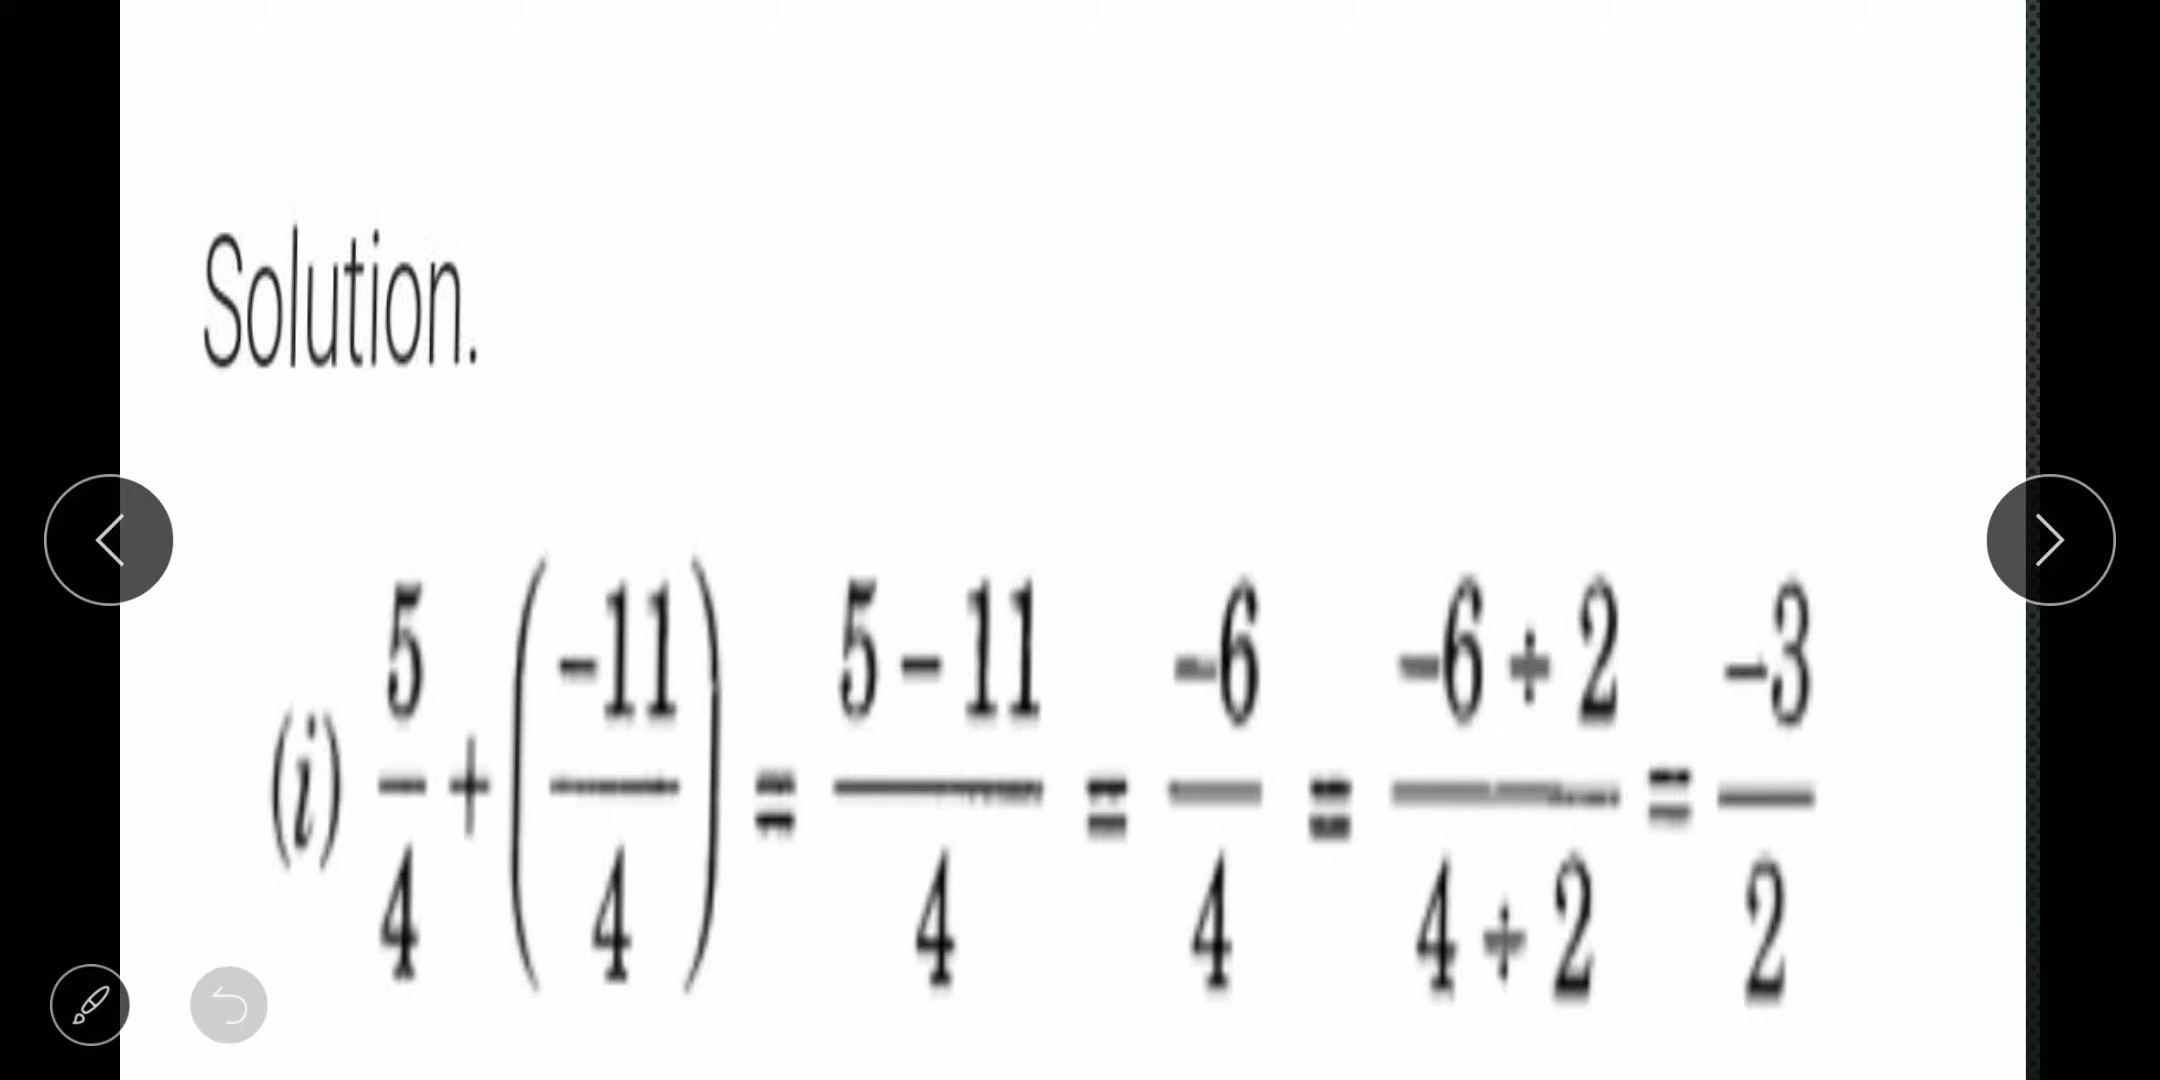 Solution.
(i) 5/4 + (-11/4) = 5 - 11/4 = -6/4 = -6 ÷ 2/4 ÷ 2 = -3/2